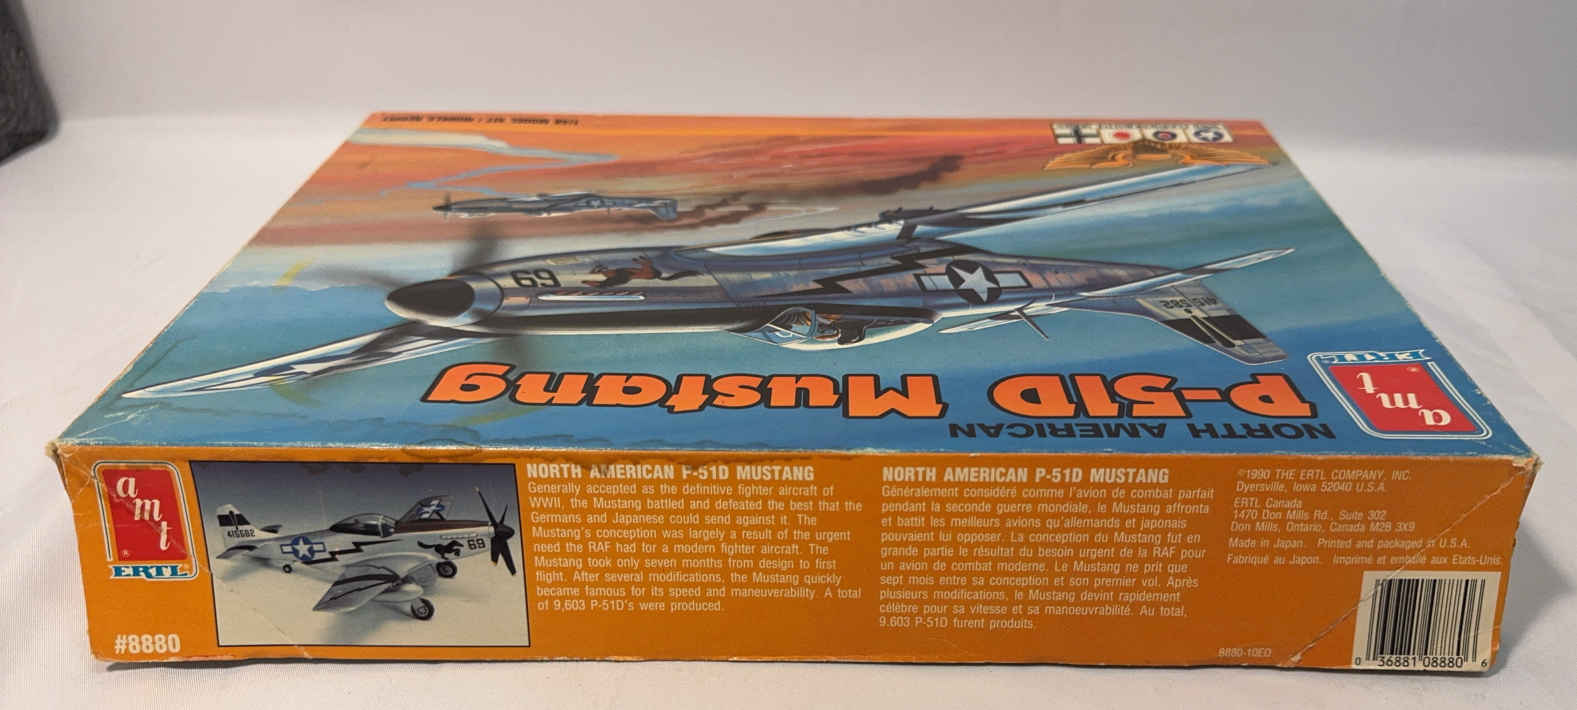 1/48 MODEL KIT / MODELE REDUIT
69
415582
ERTL
amt
®
P-51D Mustang
NORTH AMERICAN
amt
®
ERTL
#8880
415582
69
NORTH AMERICAN P-51D MUSTANG
Generally accepted as the definitive fighter aircraft of
WWII, the Mustang battled and defeated the best that the
Germans and Japanese could send against it. The
Mustang's conception was largely a result of the urgent
need the RAF had for a modern fighter aircraft. The
Mustang took only seven months from design to first
flight. After several modifications, the Mustang quickly
became famous for its speed and maneuverability. A total
of 9,603 P-51D's were produced.
NORTH AMERICAN P-51D MUSTANG
Généralement considéré comme l'avion de combat parfait
pendant la seconde guerre mondiale, le Mustang affronta
et battit les meilleurs avions qu'allemands et japonais
pouvaient lui opposer. La conception du Mustang fut en
grande partie le résultat du besoin urgent de la RAF pour
un avion de combat moderne. Le Mustang ne prit que
sept mois entre sa conception et son premier vol. Après
plusieurs modifications, le Mustang devint rapidement
célèbre pour sa vitesse et sa manoeuvrabilité. Au total,
9.603 P-51D furent produits.
©1990 THE ERTL COMPANY, INC.
Dyersville, Iowa 52040 U.S.A.
ERTL Canada
1470 Don Mills Rd., Suite 302
Don Mills, Ontario, Canada M2B 3X9
Made in Japan. Printed and packaged in U.S.A.
Fabriqué au Japon. Imprimé et emballé aux Etats-Unis.
8880-10EO
0 36881 08880 6